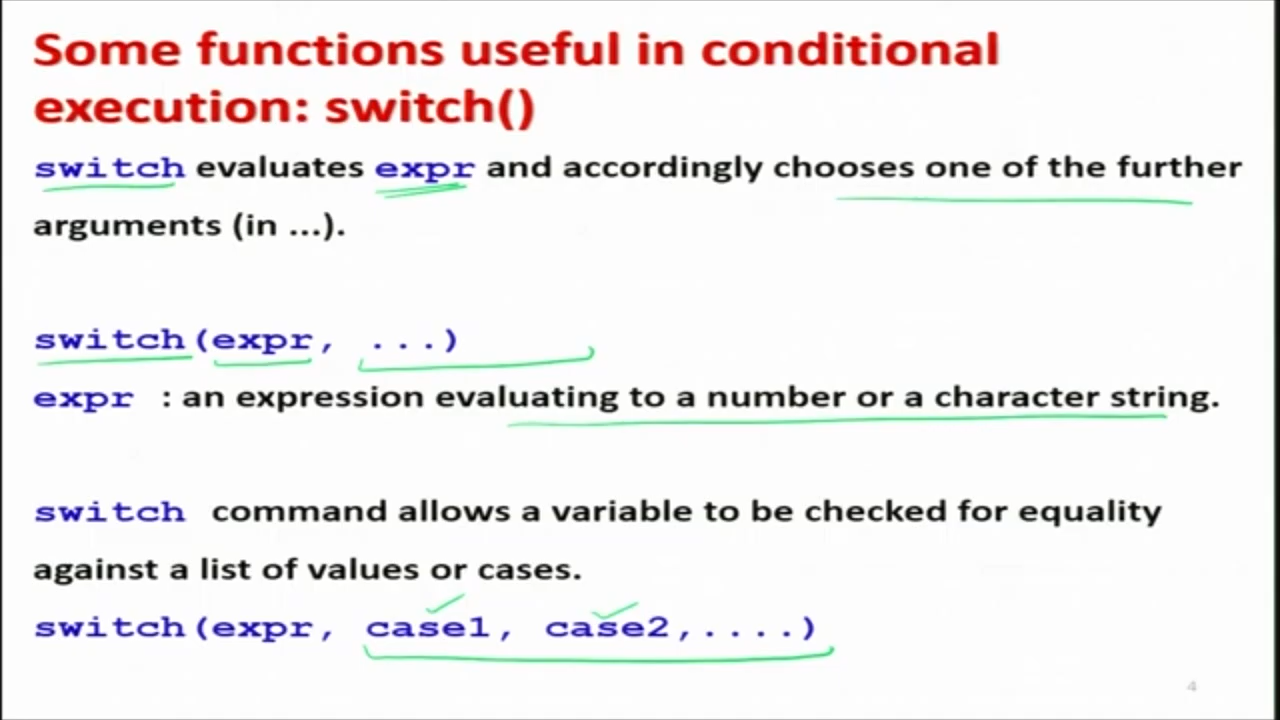 Some functions useful in conditional
execution: switch()
switch evaluates expr and accordingly chooses one of the further
arguments (in ...).
switch(expr, ...)
expr : an expression evaluating to a number or a character string.
switch command allows a variable to be checked for equality
against a list of values or cases.
switch(expr, case1, case2,....)
4